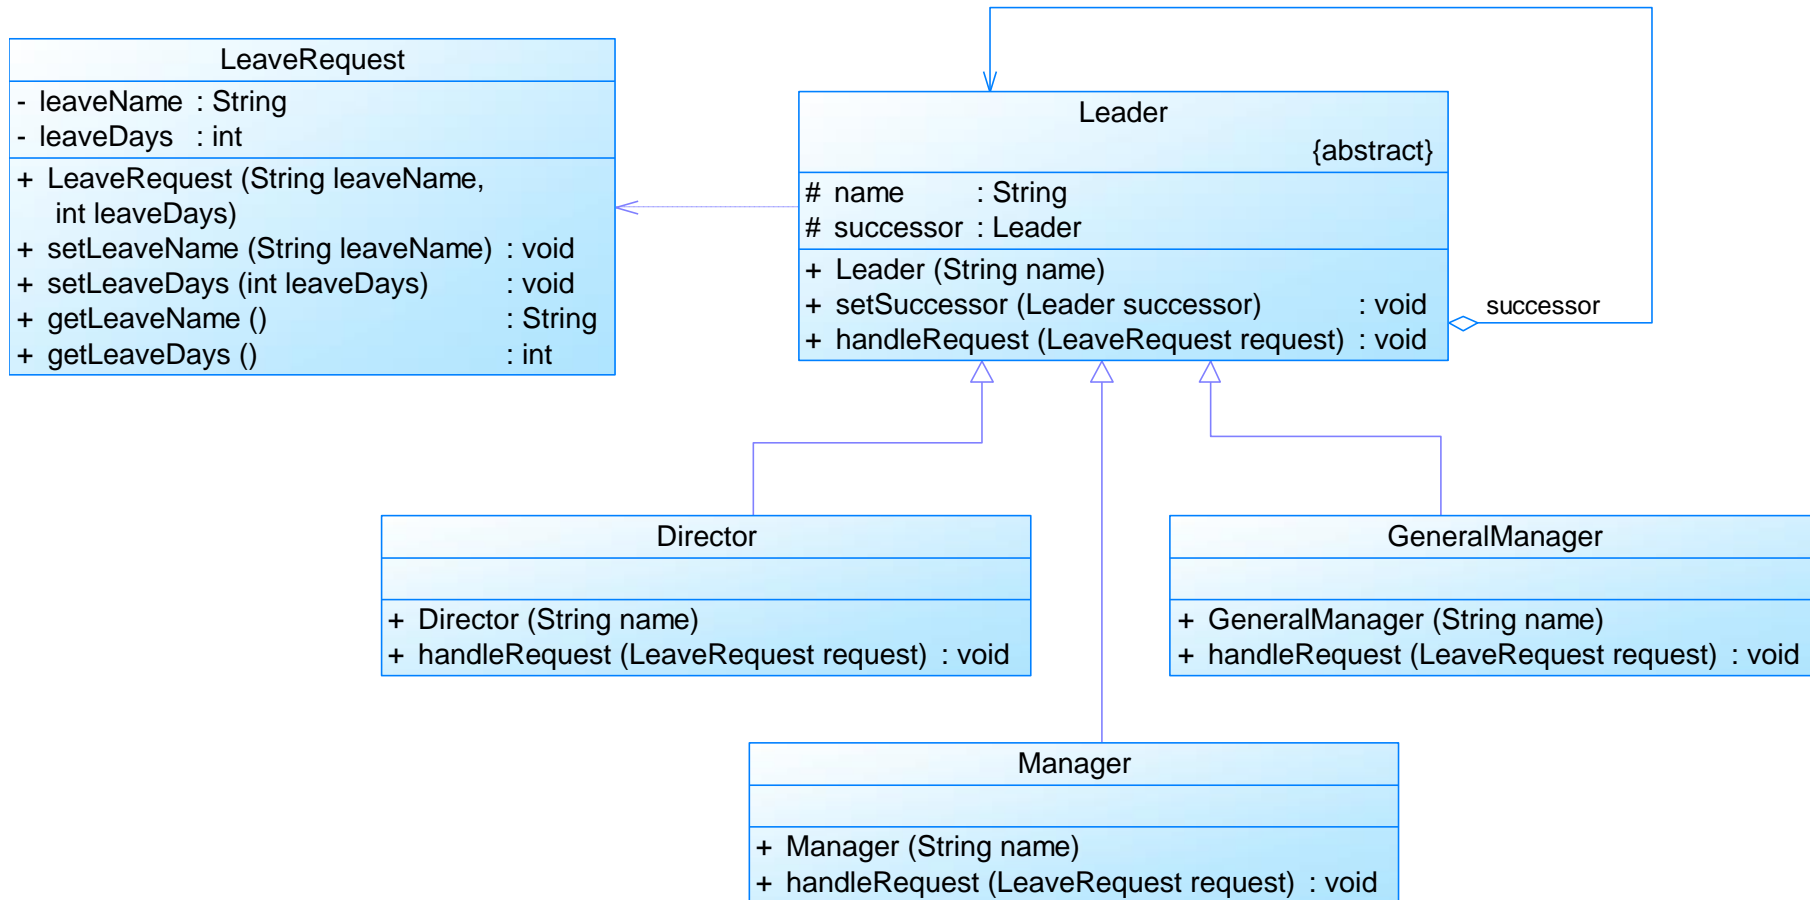 LeaveRequest
- leaveName : String
- leaveDays : int
+ LeaveRequest (String leaveName,
int leaveDays)
+ setLeaveName (String leaveName) : void
+ setLeaveDays (int leaveDays) : void
+ getLeaveName () : String
+ getLeaveDays () : int
Leader
{abstract}
# name : String
# successor : Leader
+ Leader (String name)
+ setSuccessor (Leader successor) : void
+ handleRequest (LeaveRequest request) : void
successor
Director
+ Director (String name)
+ handleRequest (LeaveRequest request) : void
GeneralManager
+ GeneralManager (String name)
+ handleRequest (LeaveRequest request) : void
Manager
+ Manager (String name)
+ handleRequest (LeaveRequest request) : void